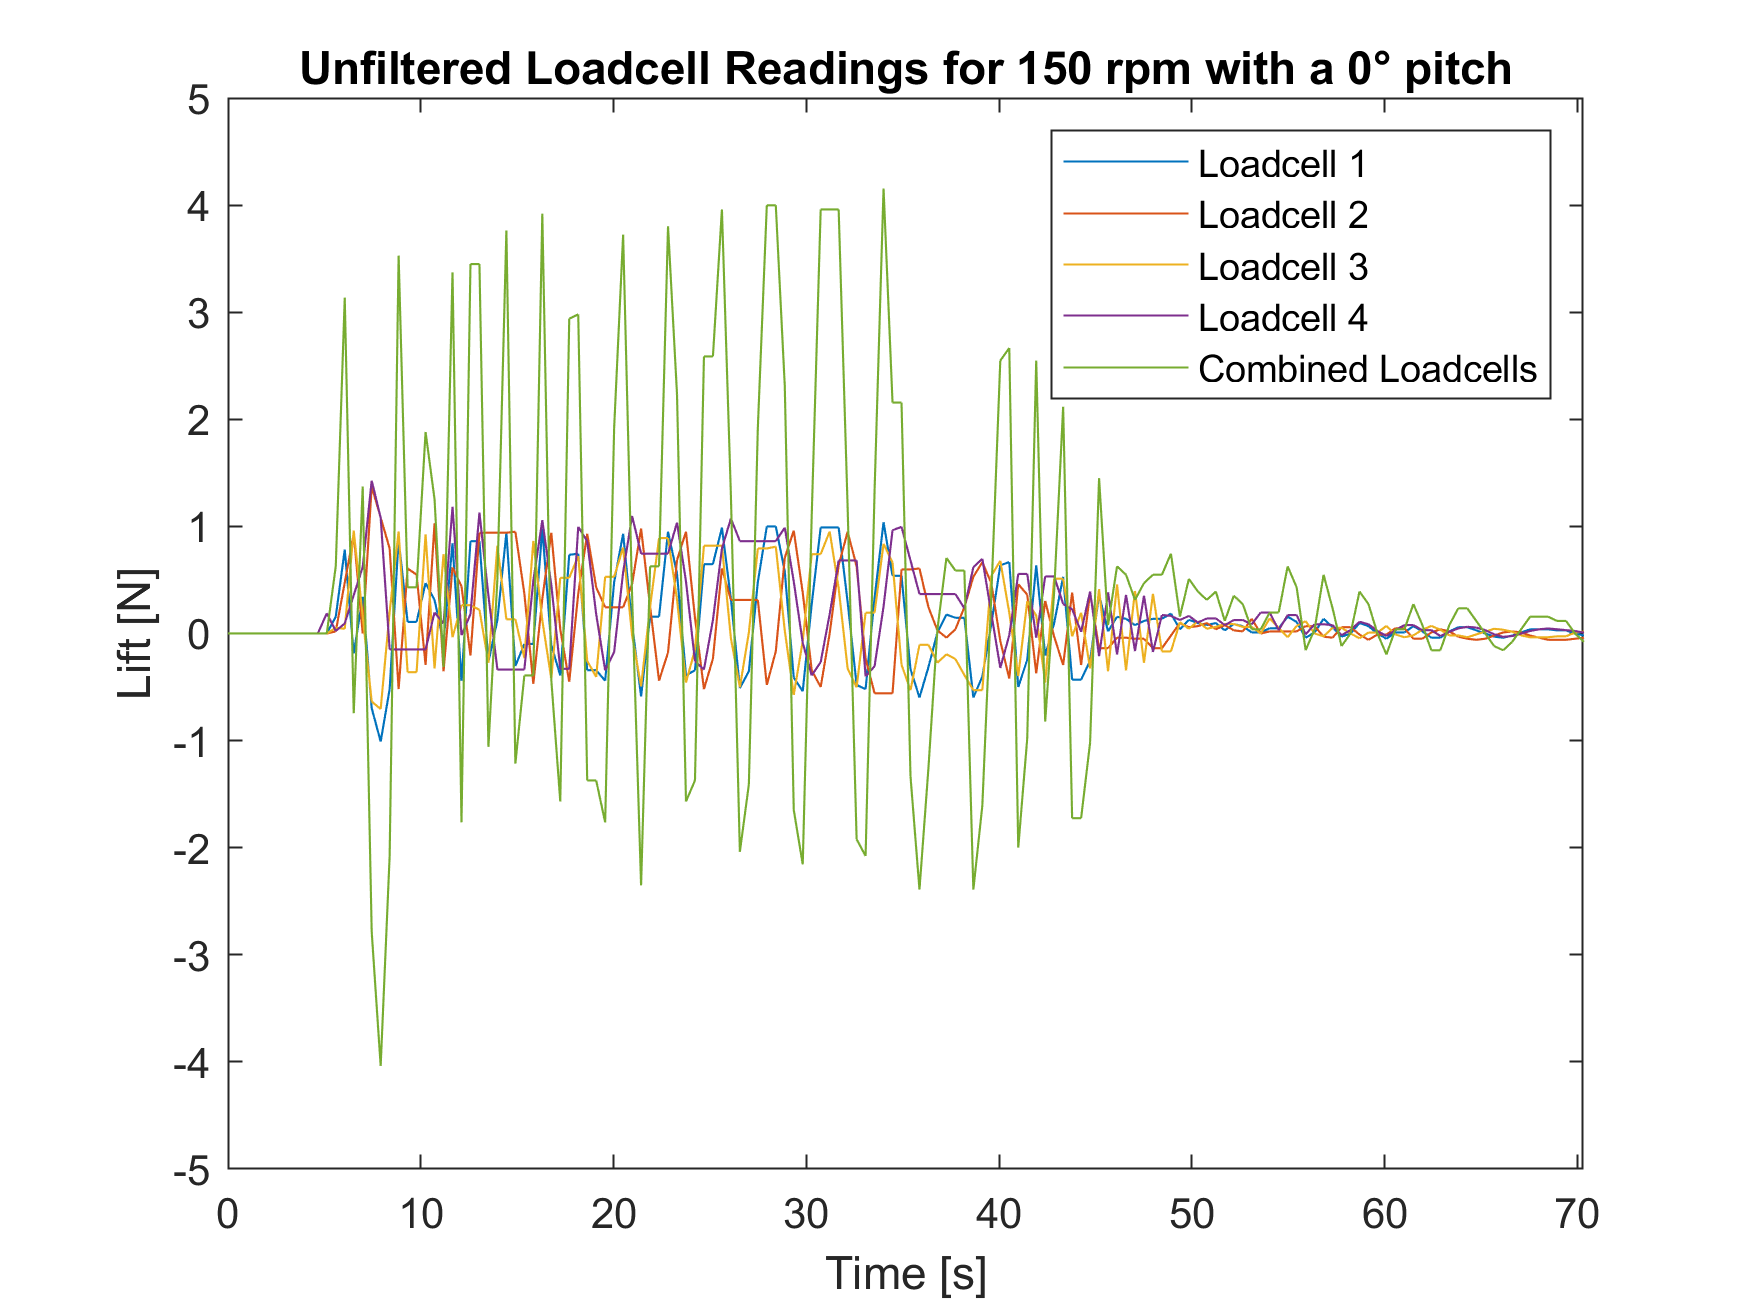 Unfiltered Loadcell Readings for 150 rpm with a 0° pitch
5
4
3
2
1
0
-1
-2
-3
-4
-5
Lift [N]
Loadcell 1
Loadcell 2
Loadcell 3
Loadcell 4
Combined Loadcells
0 10 20 30 40 50 60 70
Time [s]